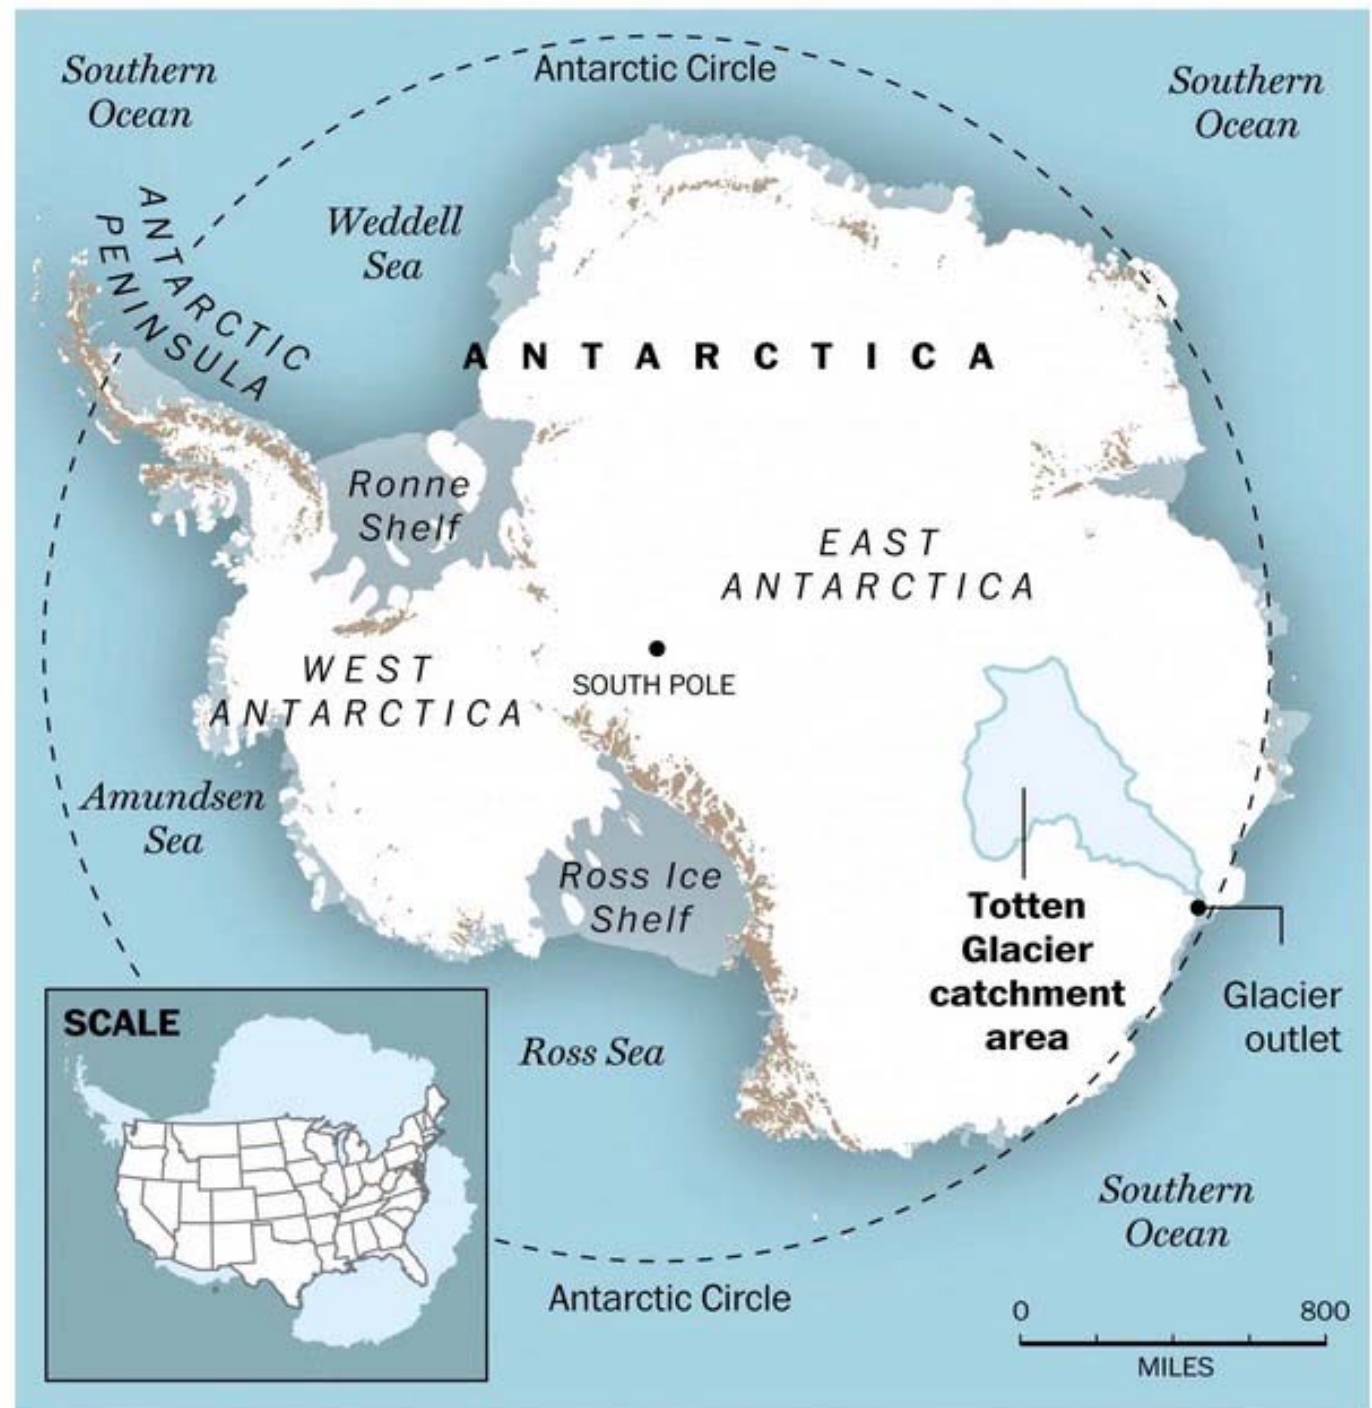 Antarctic Circle
Southern
Ocean
Southern
Ocean
ANTARCTIC
PENINSULA
Weddell
Sea
ANTARCTICA
Ronne
Shelf
EAST
ANTARCTICA
SOUTH POLE
WEST
ANTARCTICA
Amundsen
Sea
Ross Ice
Shelf
Totten
Glacier
catchment
area
Glacier
outlet
SCALE
Ross Sea
Southern
Ocean
Antarctic Circle
0 800
MILES